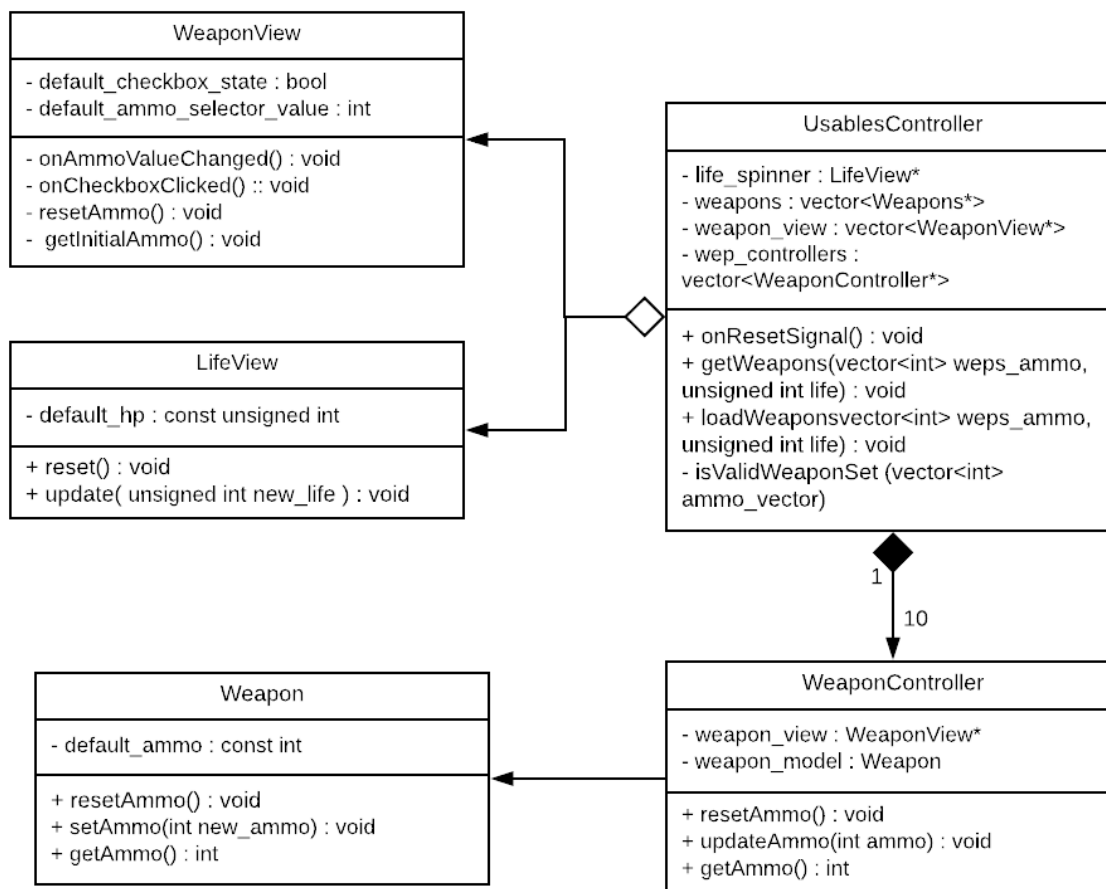 WeaponView
- default_checkbox_state : bool
- default_ammo_selector_value : int
- onAmmoValueChanged() : void
- onCheckboxClicked() :: void
- resetAmmo() : void
- getInitialAmmo() : void
UsablesController
- life_spinner : LifeView*
- weapons : vector<Weapons*>
- weapon_view : vector<WeaponView*>
- wep_controllers :
vector<WeaponController*>
+ onResetSignal() : void
+ getWeapons(vector<int> weps_ammo,
unsigned int life) : void
+ loadWeaponsvector<int> weps_ammo,
unsigned int life) : void
- isValidWeaponSet (vector<int>
ammo_vector)
LifeView
- default_hp : const unsigned int
+ reset() : void
+ update( unsigned int new_life ) : void
1
10
Weapon
- default_ammo : const int
+ resetAmmo() : void
+ setAmmo(int new_ammo) : void
+ getAmmo() : int
WeaponController
- weapon_view : WeaponView*
- weapon_model : Weapon
+ resetAmmo() : void
+ updateAmmo(int ammo) : void
+ getAmmo() : int